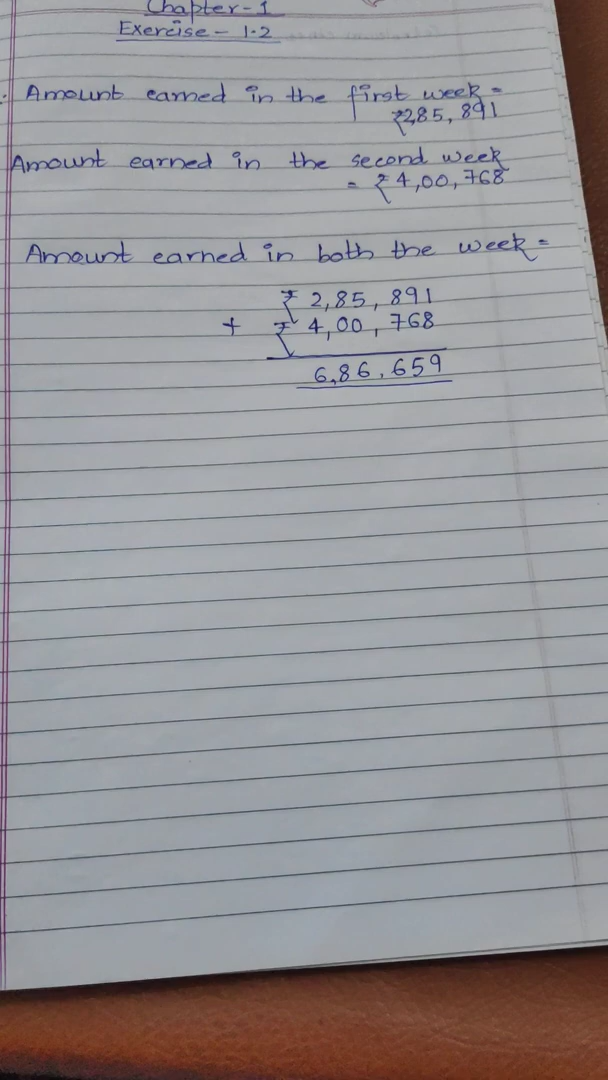 Chapter-1
Exercise - 1.2
Amount earned in the first week =
₹285,891
Amount earned in the second week
= ₹ 4,00,768
Amount earned in both the week =
₹ 2,85,891
+ ₹ 4,00,768
6,86,659